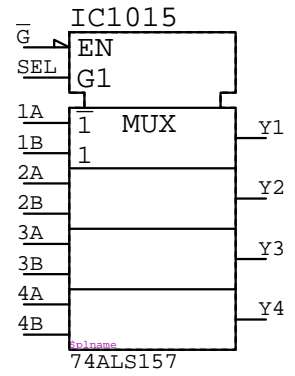 IC1015
G̅ EN
SEL G1
1A 1̅ MUX Y1
1B 1
2A Y2
2B
3A Y3
3B
4A Y4
4B
$plname
74ALS157